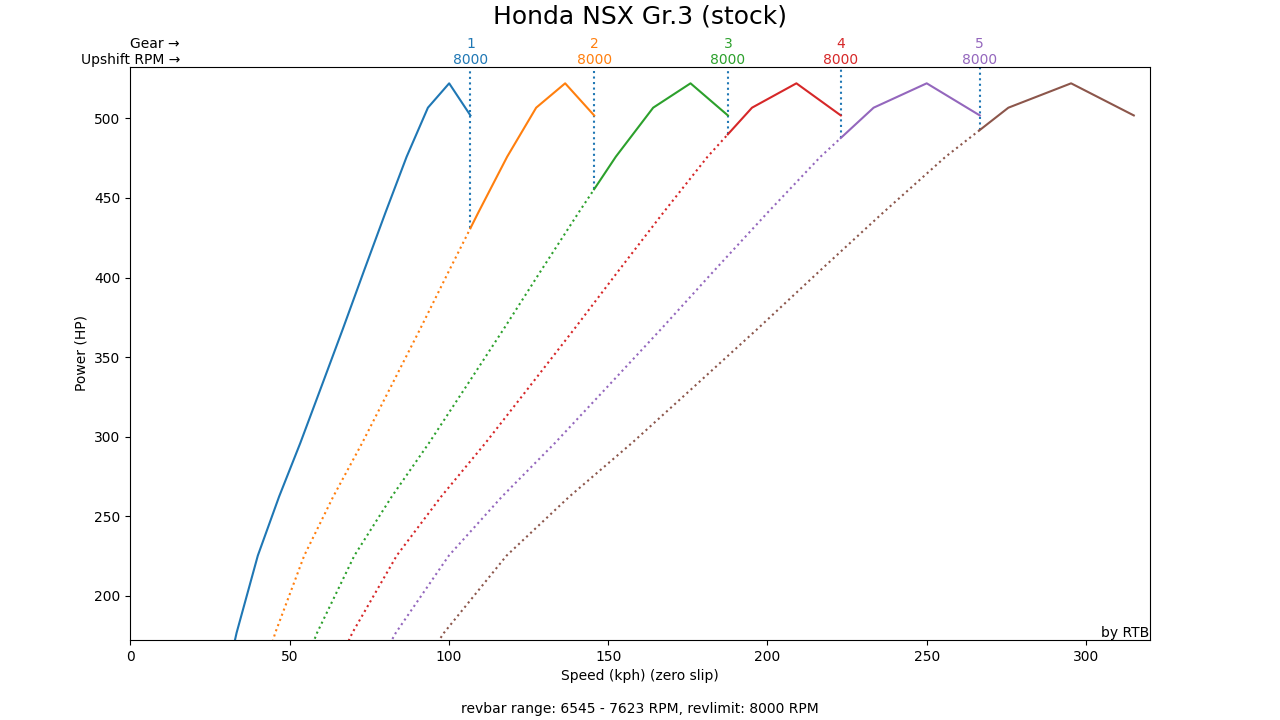 Honda NSX Gr.3 (stock)
Gear → 1 2 3 4 5
Upshift RPM → 8000 8000 8000 8000 8000
500
450
400
350
300
250
200
Power (HP)
by RTB
0 50 100 150 200 250 300
Speed (kph) (zero slip)
revbar range: 6545 - 7623 RPM, revlimit: 8000 RPM